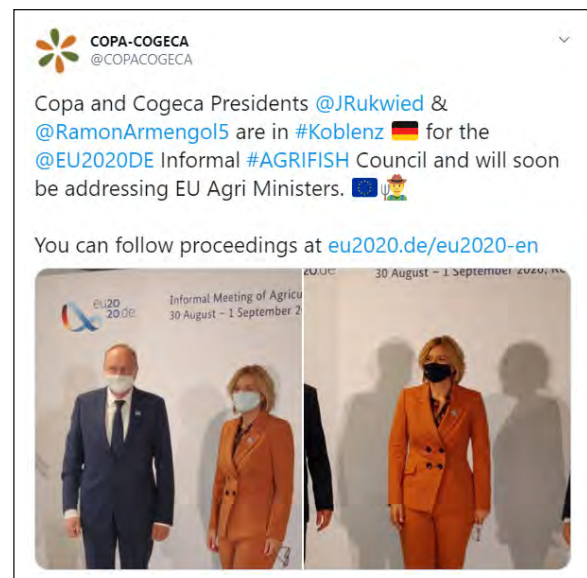 COPA-COGECA
@COPACOGECA
Copa and Cogeca Presidents @JRukwied &
@RamonArmengol5 are in #Koblenz 🇩🇪 for the
@EU2020DE Informal #AGRIFISH Council and will soon
be addressing EU Agri Ministers. 🇪🇺👨‍🌾
You can follow proceedings at eu2020.de/eu2020-en
eu20
20.de
Informal Meeting of Agricu
30 August – 1 September 2
20.de
30 August – 1 September 2020,